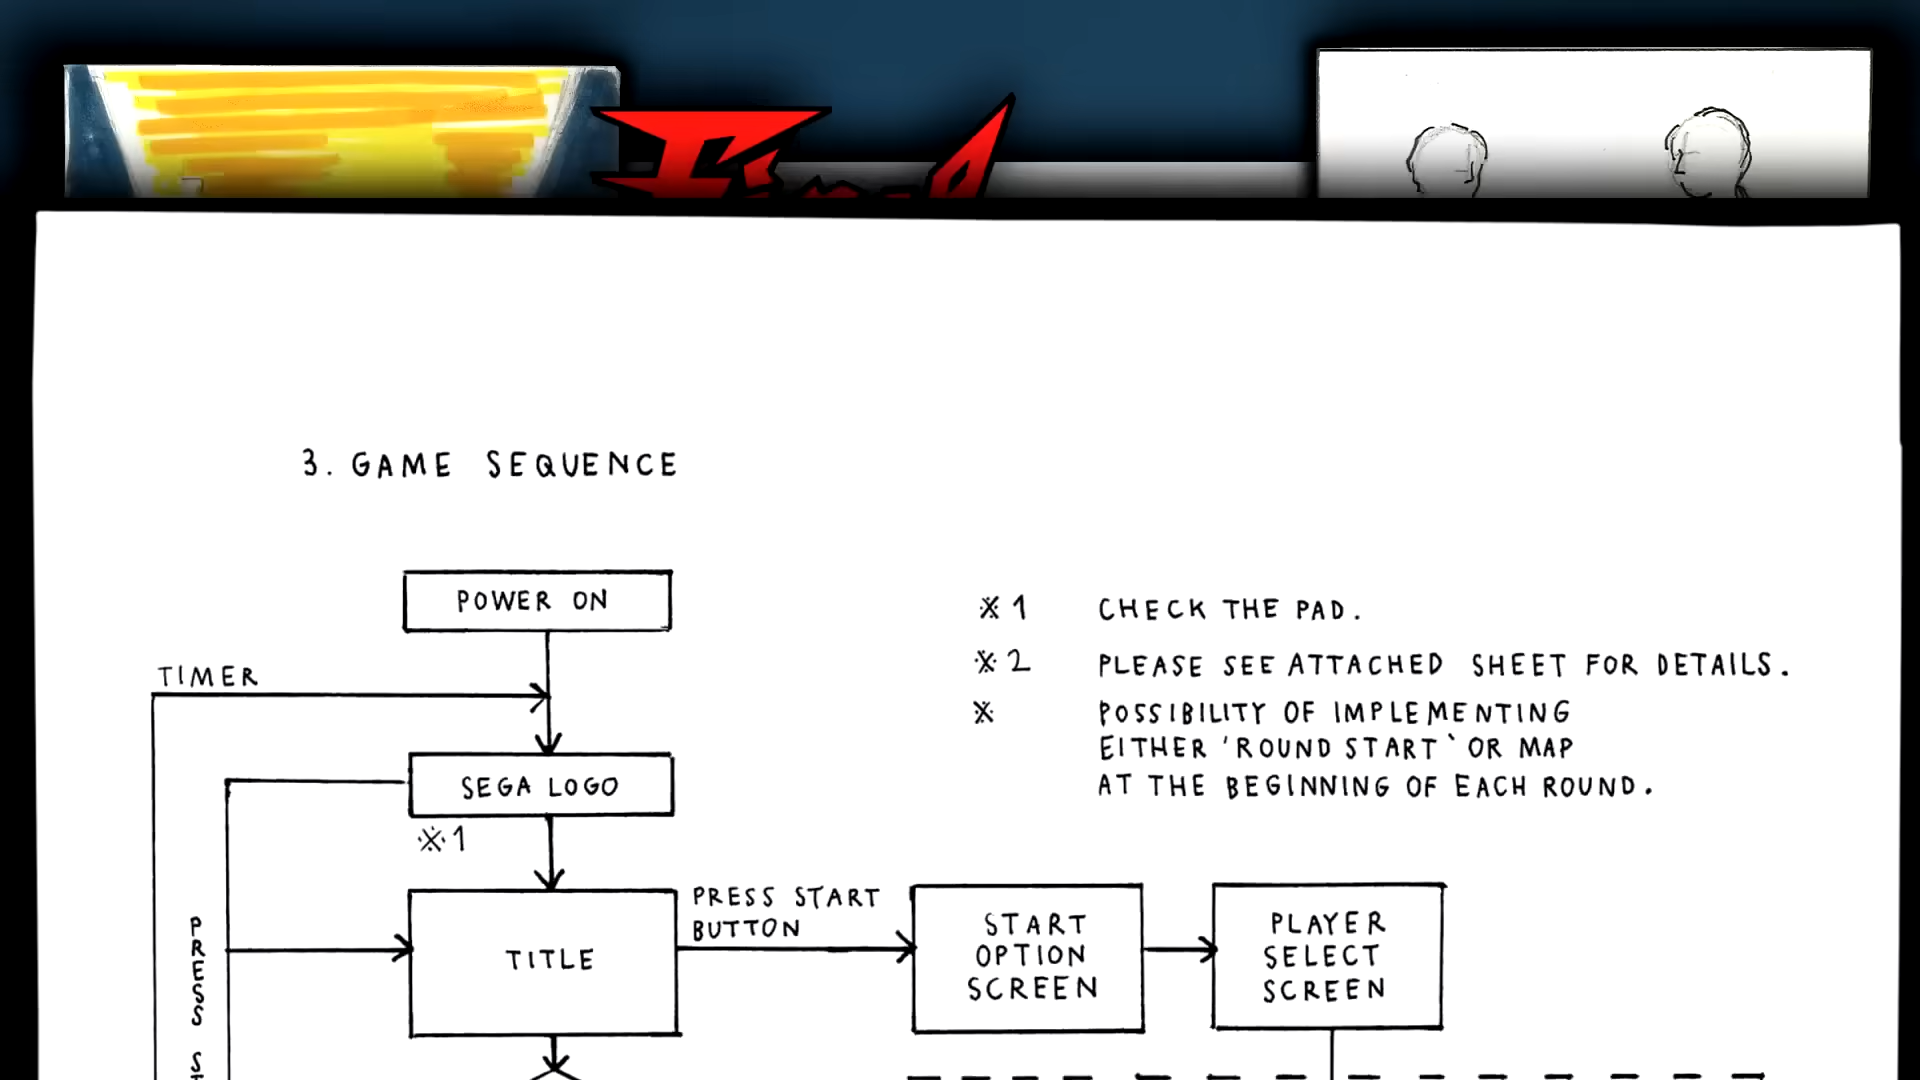 3. GAME SEQUENCE
POWER ON
※1 CHECK THE PAD.
※2 PLEASE SEE ATTACHED SHEET FOR DETAILS.
※ POSSIBILITY OF IMPLEMENTING
EITHER 'ROUND START` OR MAP
AT THE BEGINNING OF EACH ROUND.
TIMER
SEGA LOGO
※1
PRESS
TITLE
PRESS START
BUTTON
START
OPTION
SCREEN
PLAYER
SELECT
SCREEN